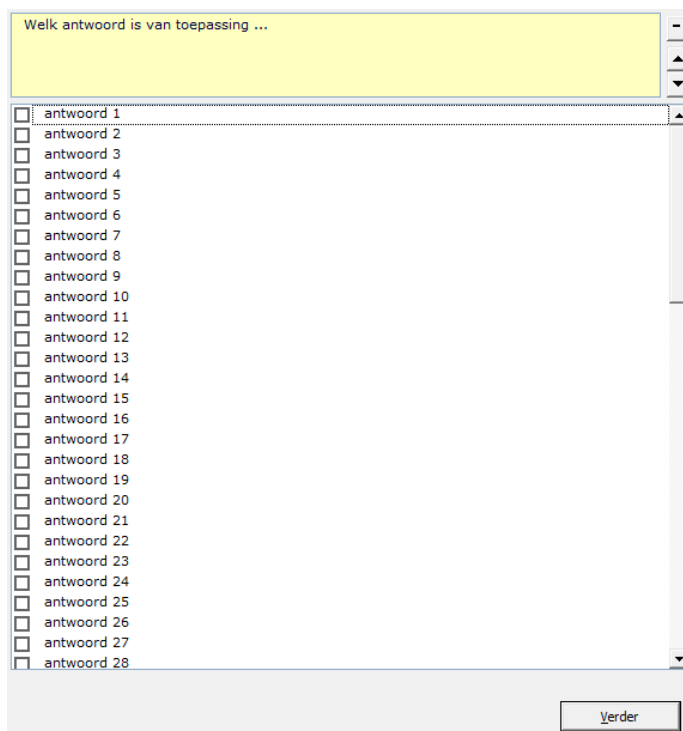 Welk antwoord is van toepassing ...
antwoord 1
antwoord 2
antwoord 3
antwoord 4
antwoord 5
antwoord 6
antwoord 7
antwoord 8
antwoord 9
antwoord 10
antwoord 11
antwoord 12
antwoord 13
antwoord 14
antwoord 15
antwoord 16
antwoord 17
antwoord 18
antwoord 19
antwoord 20
antwoord 21
antwoord 22
antwoord 23
antwoord 24
antwoord 25
antwoord 26
antwoord 27
antwoord 28
Verder